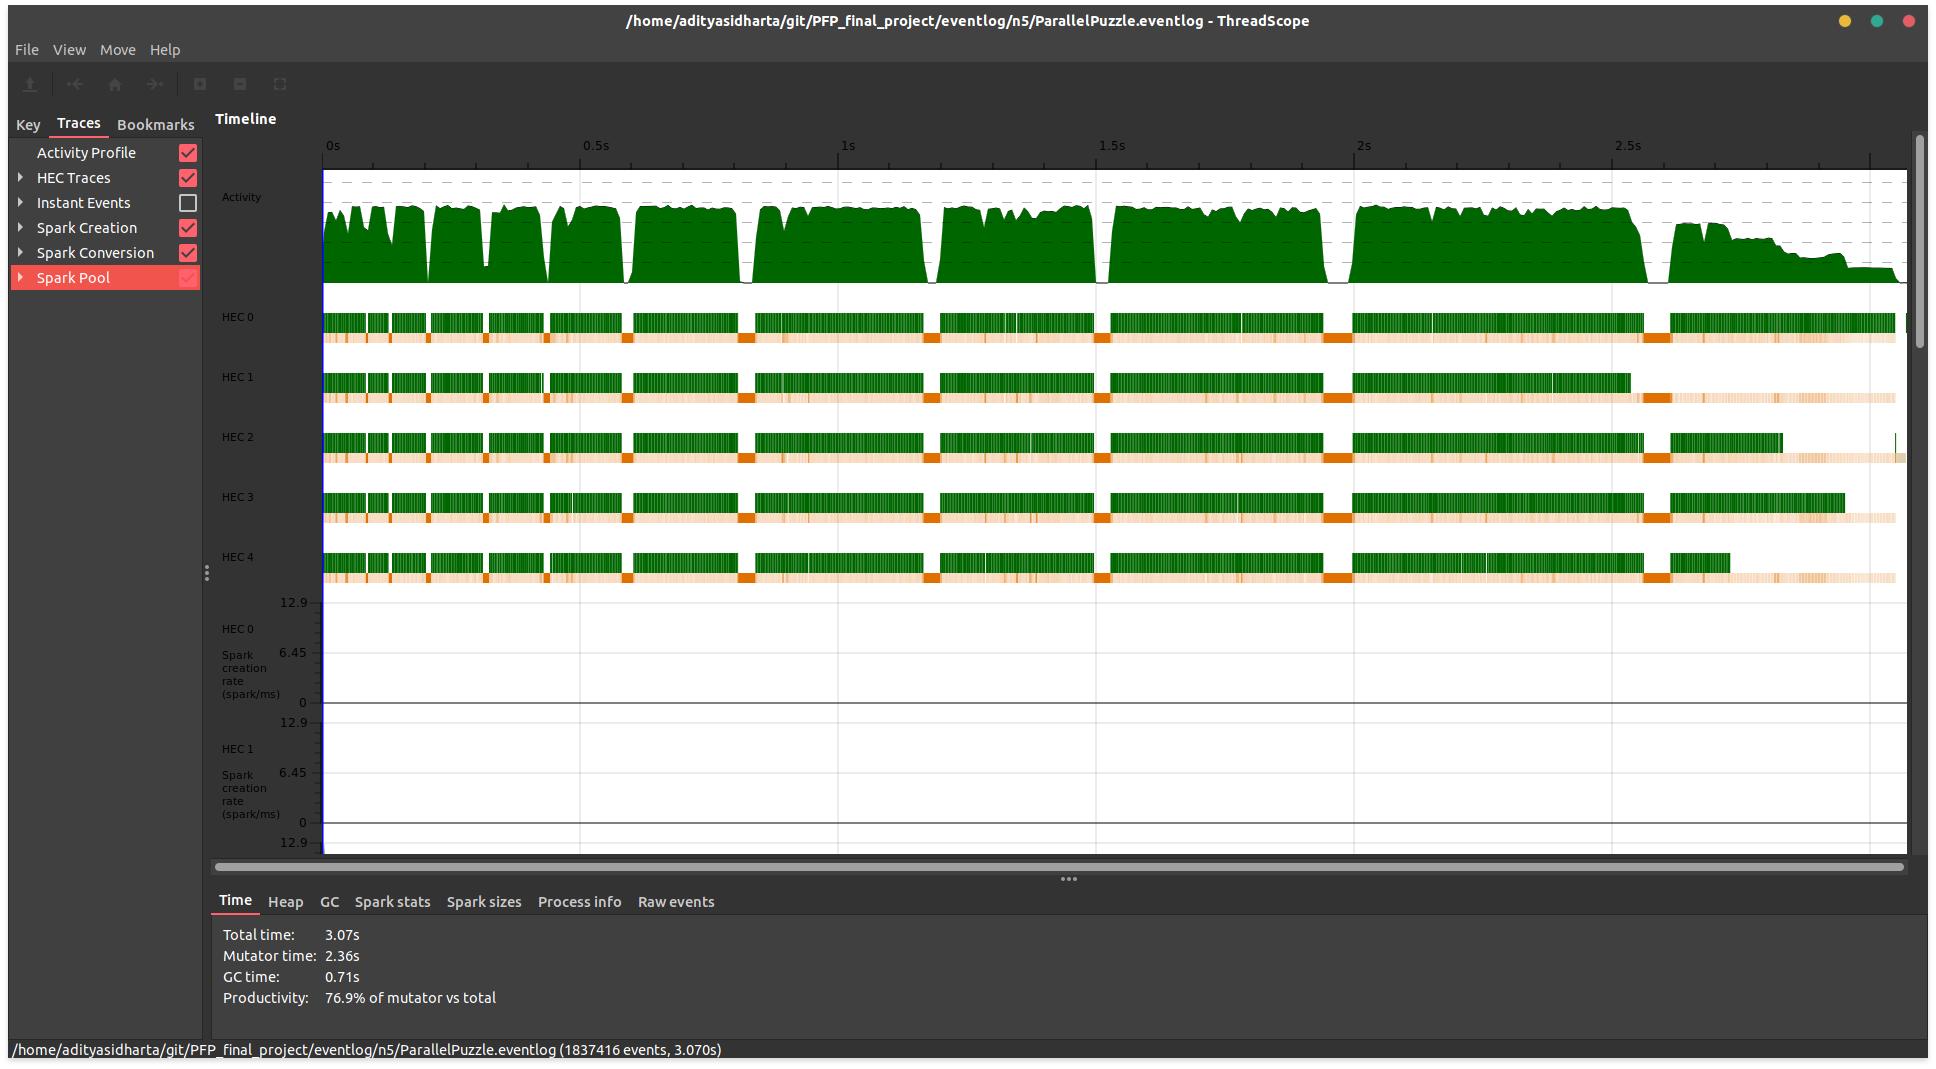 /home/adityasidharta/git/PFP_final_project/eventlog/n5/ParallelPuzzle.eventlog - ThreadScope
File View Move Help
Key Traces Bookmarks
Activity Profile
HEC Traces
Instant Events
Spark Creation
Spark Conversion
Spark Pool
Timeline
0s 0.5s 1s 1.5s 2s 2.5s
Activity
HEC 0
HEC 1
HEC 2
HEC 3
HEC 4
12.9
HEC 0
Spark 6.45
creation
rate
(spark/ms)
0
12.9
HEC 1
Spark 6.45
creation
rate
(spark/ms)
0
12.9
Time Heap GC Spark stats Spark sizes Process info Raw events
Total time: 3.07s
Mutator time: 2.36s
GC time: 0.71s
Productivity: 76.9% of mutator vs total
/home/adityasidharta/git/PFP_final_project/eventlog/n5/ParallelPuzzle.eventlog (1837416 events, 3.070s)